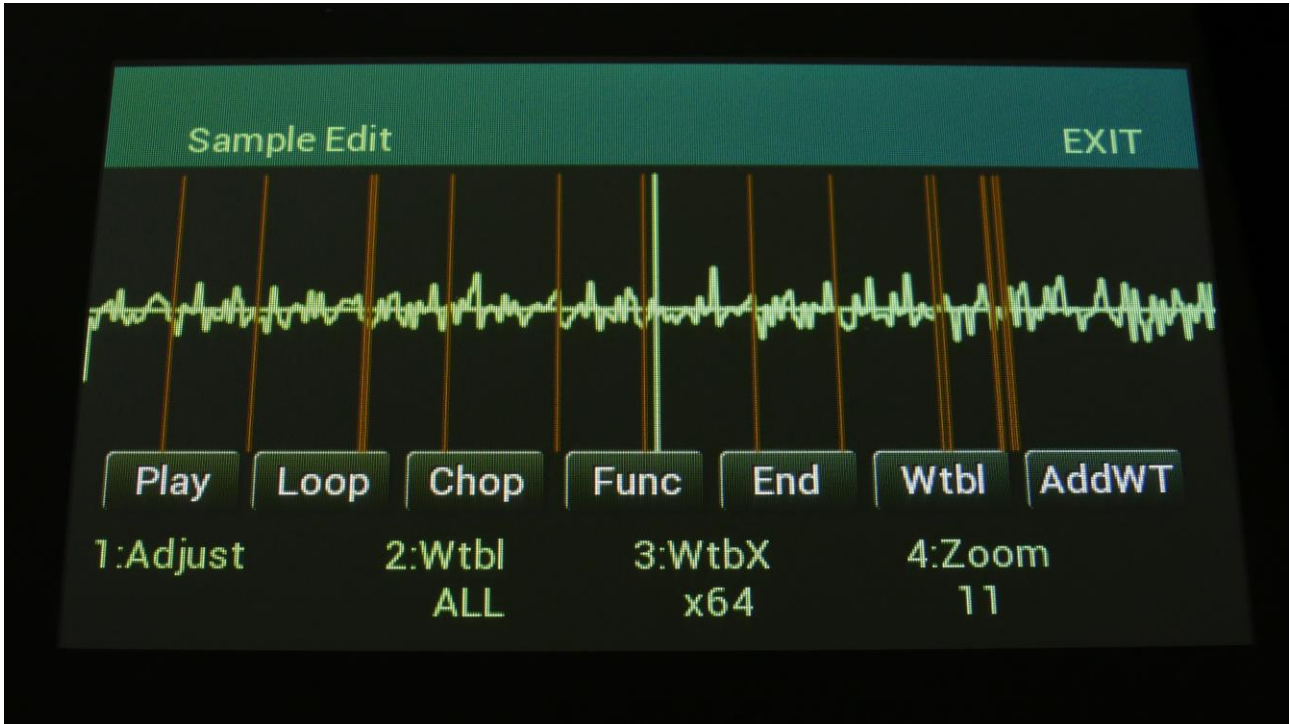 Sample Edit EXIT
Play Loop Chop Func End Wtbl AddWT
1:Adjust 2:Wtbl 3:WtbX 4:Zoom
ALL x64 11